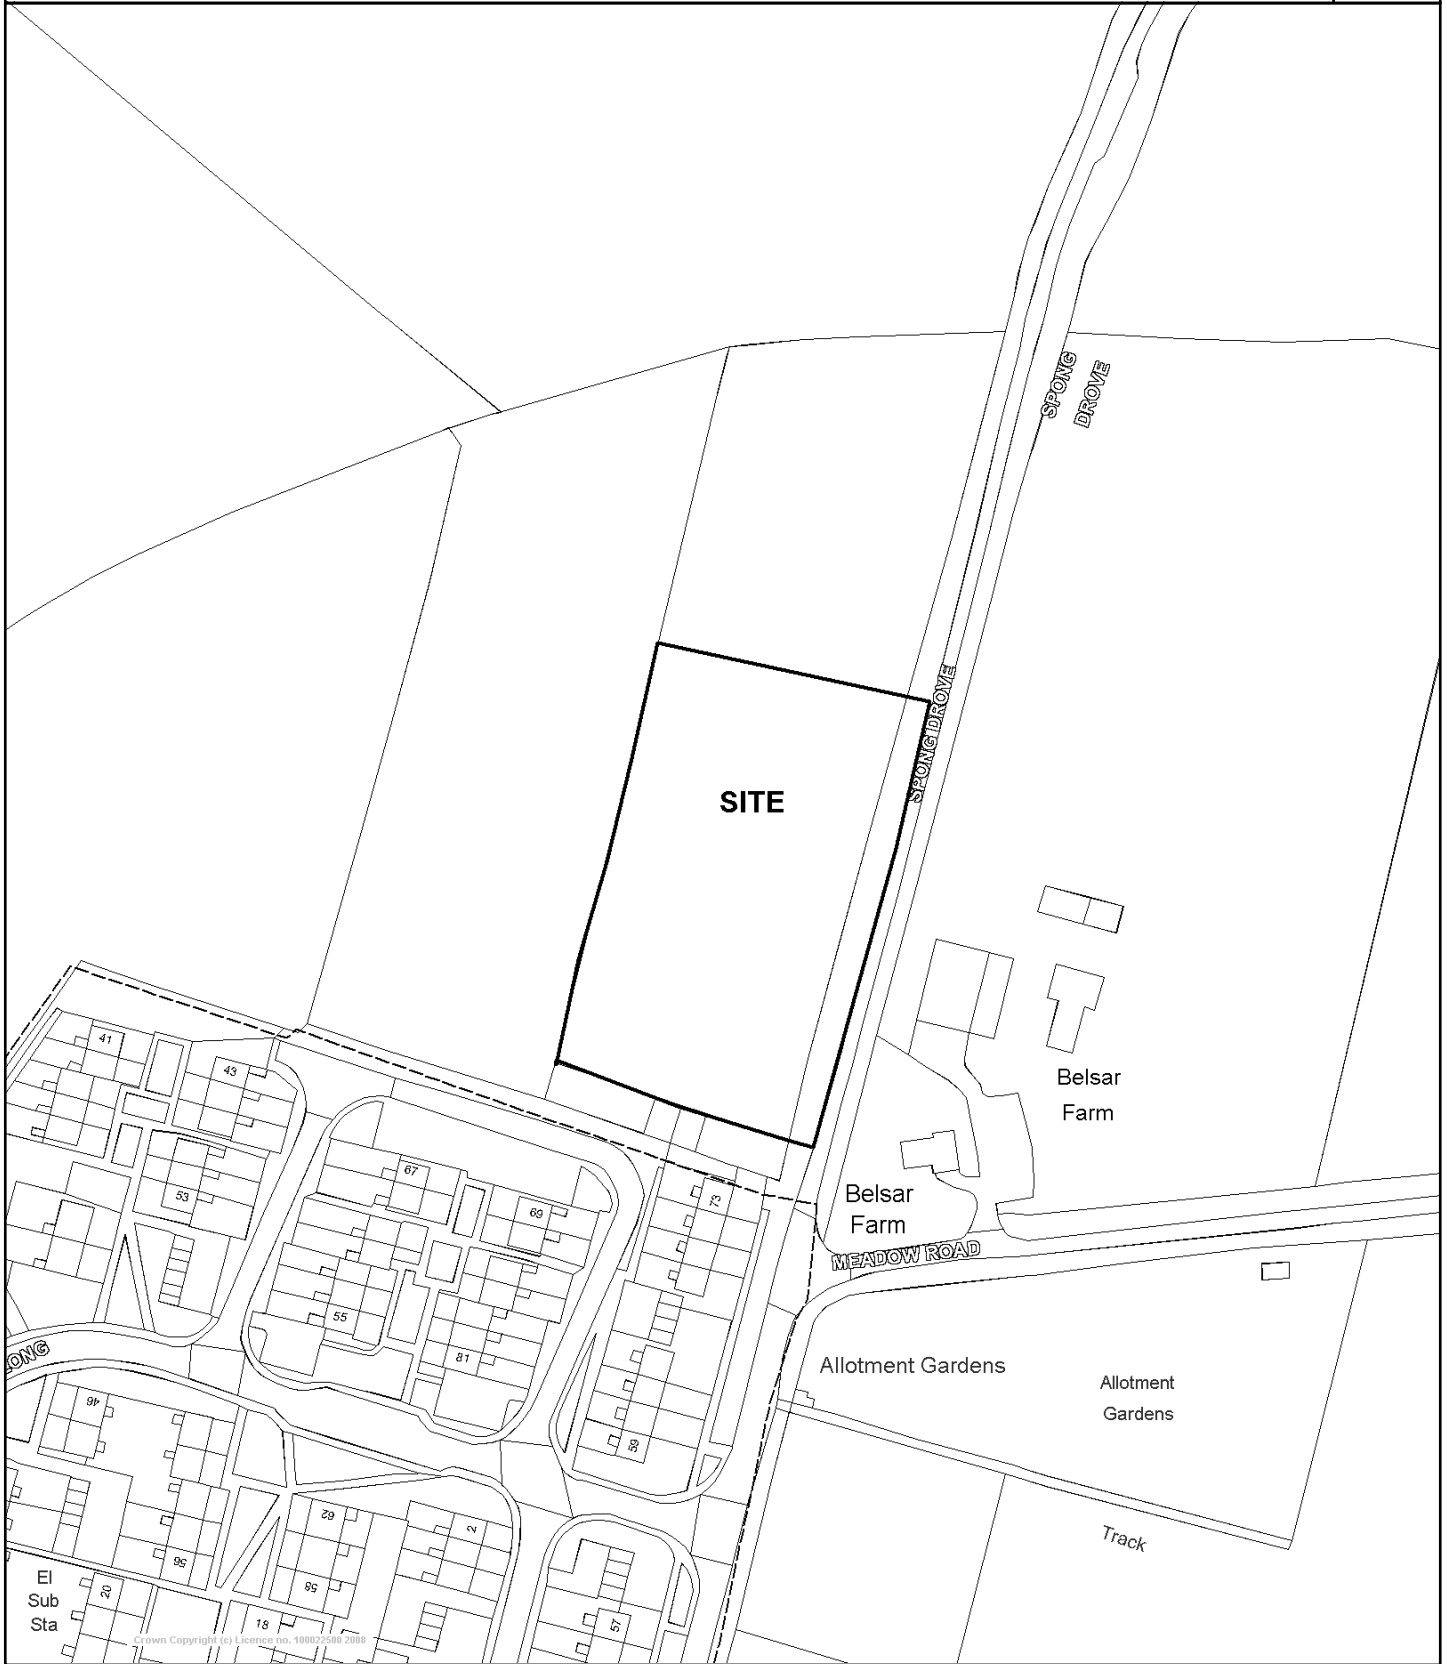 SPONG
DROVE
SPONG DROVE
SITE
41
43
Belsar
Farm
53
67
69
73
Belsar
Farm
MEADOW ROAD
55
81
LONG
Allotment Gardens
Allotment
Gardens
46
59
62
2
Track
56
58
El
Sub
Sta
20
18
57
Crown Copyright (c) Licence no. 100022500 2008